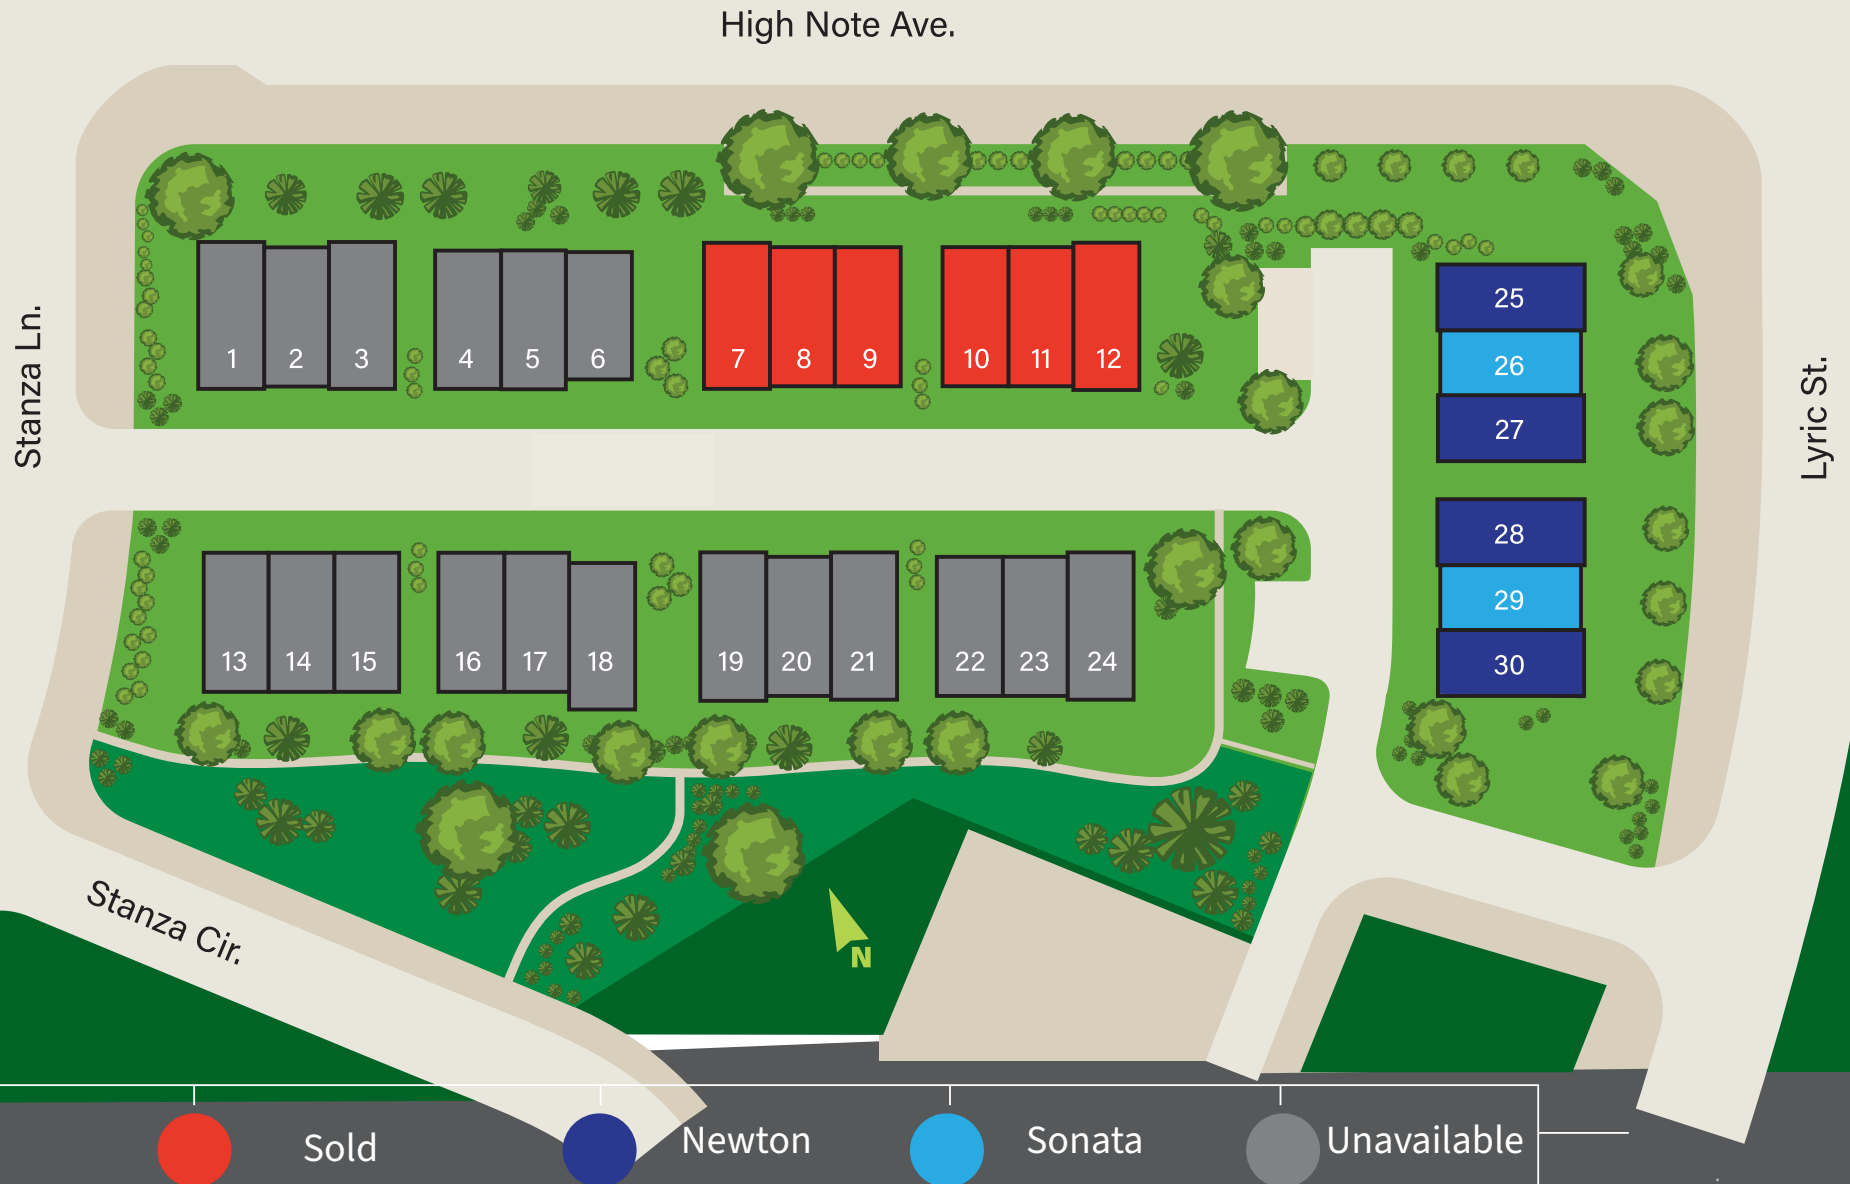 High Note Ave.
Stanza Ln.
Lyric St.
1 2 3 4 5 6 7 8 9 10 11 12
25
26
27
28
29
30
13 14 15 16 17 18 19 20 21 22 23 24
Stanza Cir.
N
Sold Newton Sonata Unavailable